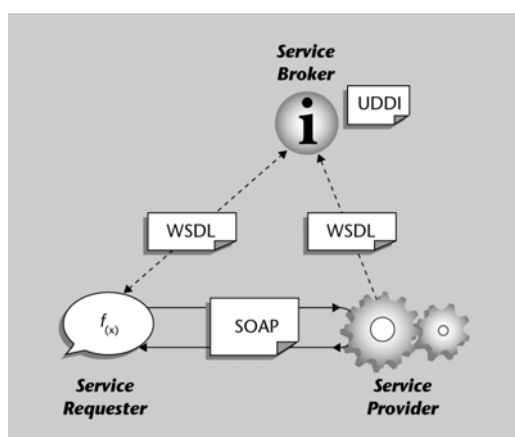 Service
Broker
UDDI
i
WSDL
WSDL
f
(x)
SOAP
Service
Requester
Service
Provider